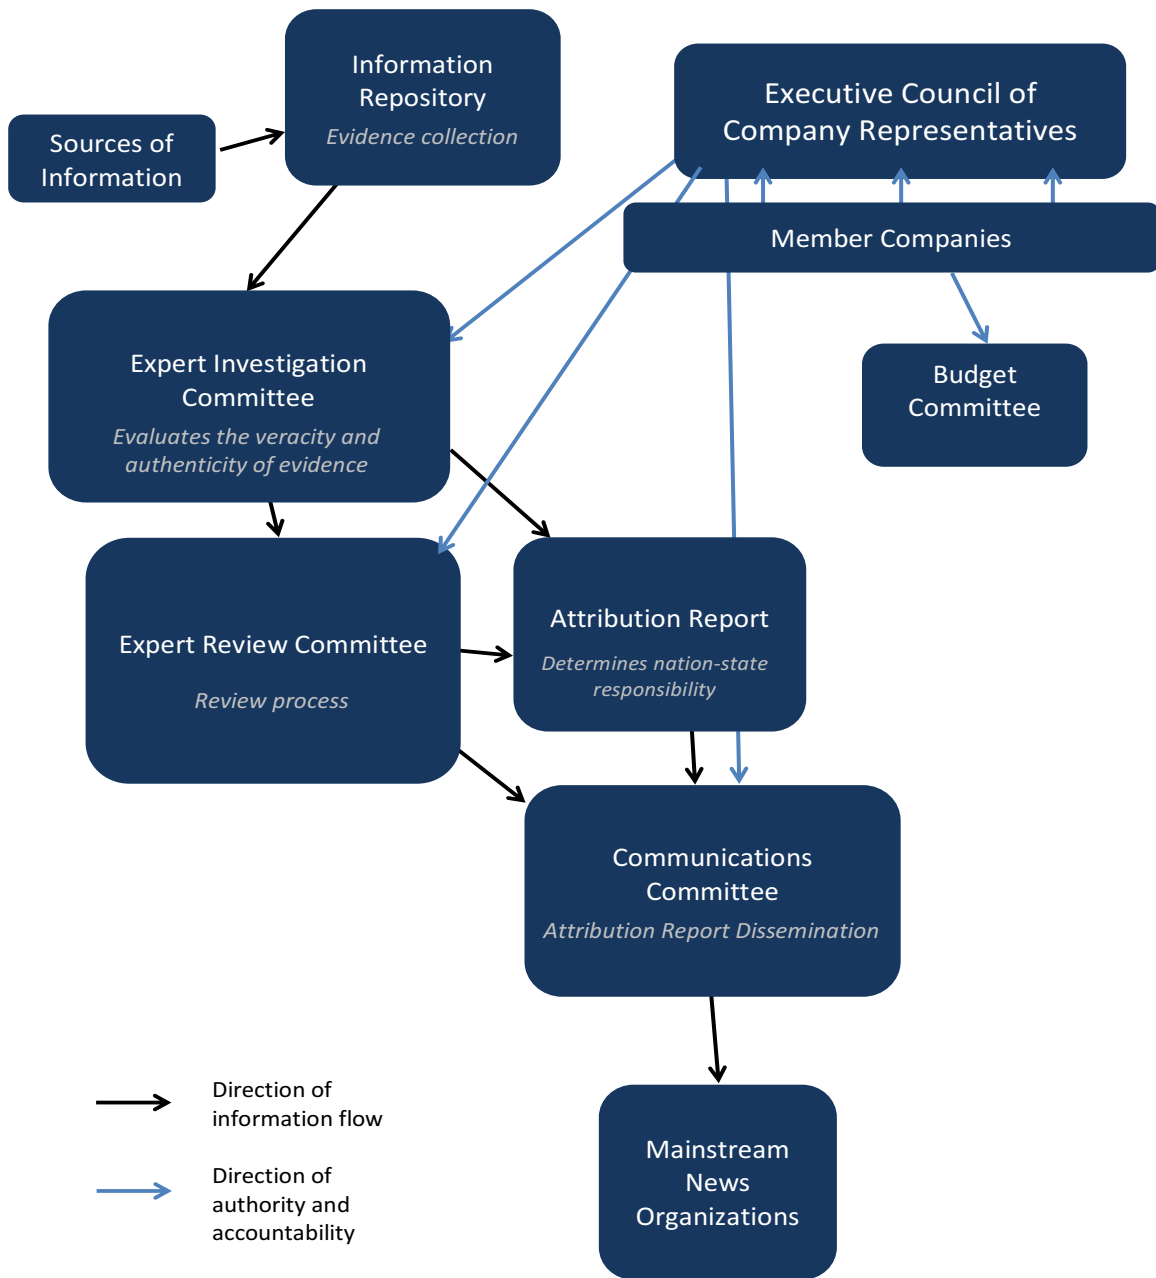 Information
Repository
Evidence collection
Sources of
Information
Executive Council of
Company Representatives
Member Companies
Budget
Committee
Expert Investigation
Committee
Evaluates the veracity and
authenticity of evidence
Expert Review Committee
Review process
Attribution Report
Determines nation-state
responsibility
Communications
Committee
Attribution Report Dissemination
Mainstream
News
Organizations
Direction of
information flow
Direction of
authority and
accountability